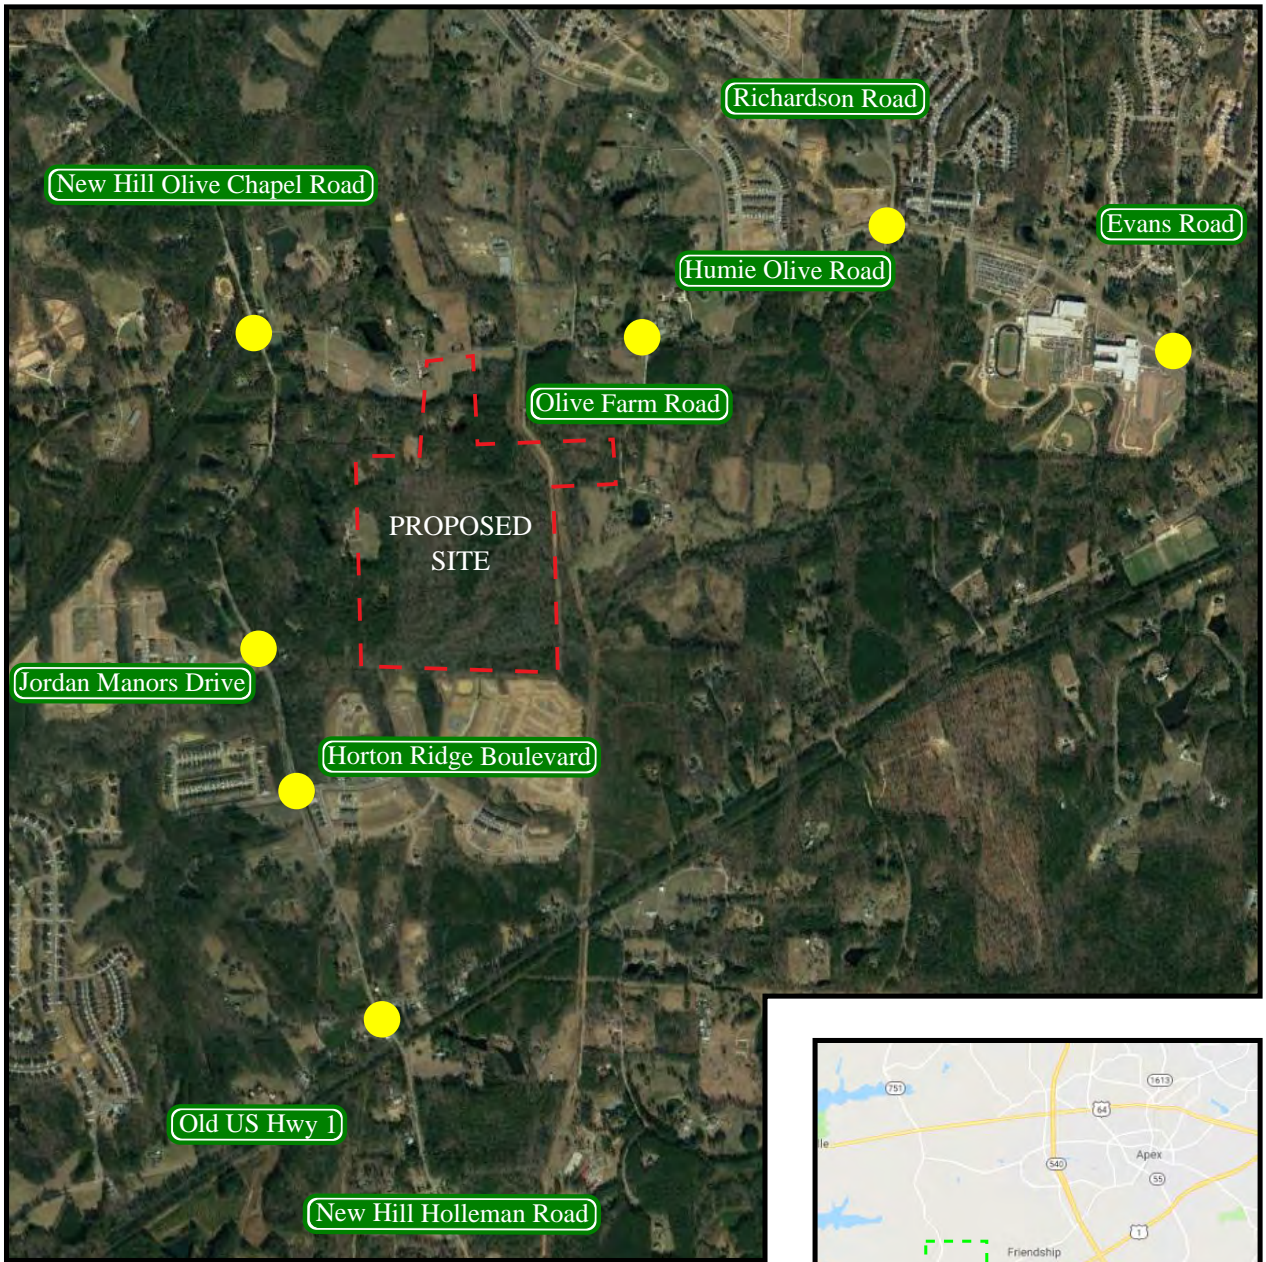 Richardson Road
New Hill Olive Chapel Road
Evans Road
Humie Olive Road
Olive Farm Road
PROPOSED
SITE
Jordan Manors Drive
Horton Ridge Boulevard
Old US Hwy 1
New Hill Holleman Road
751
1613
64
lle
540
Apex
55
1
Friendship